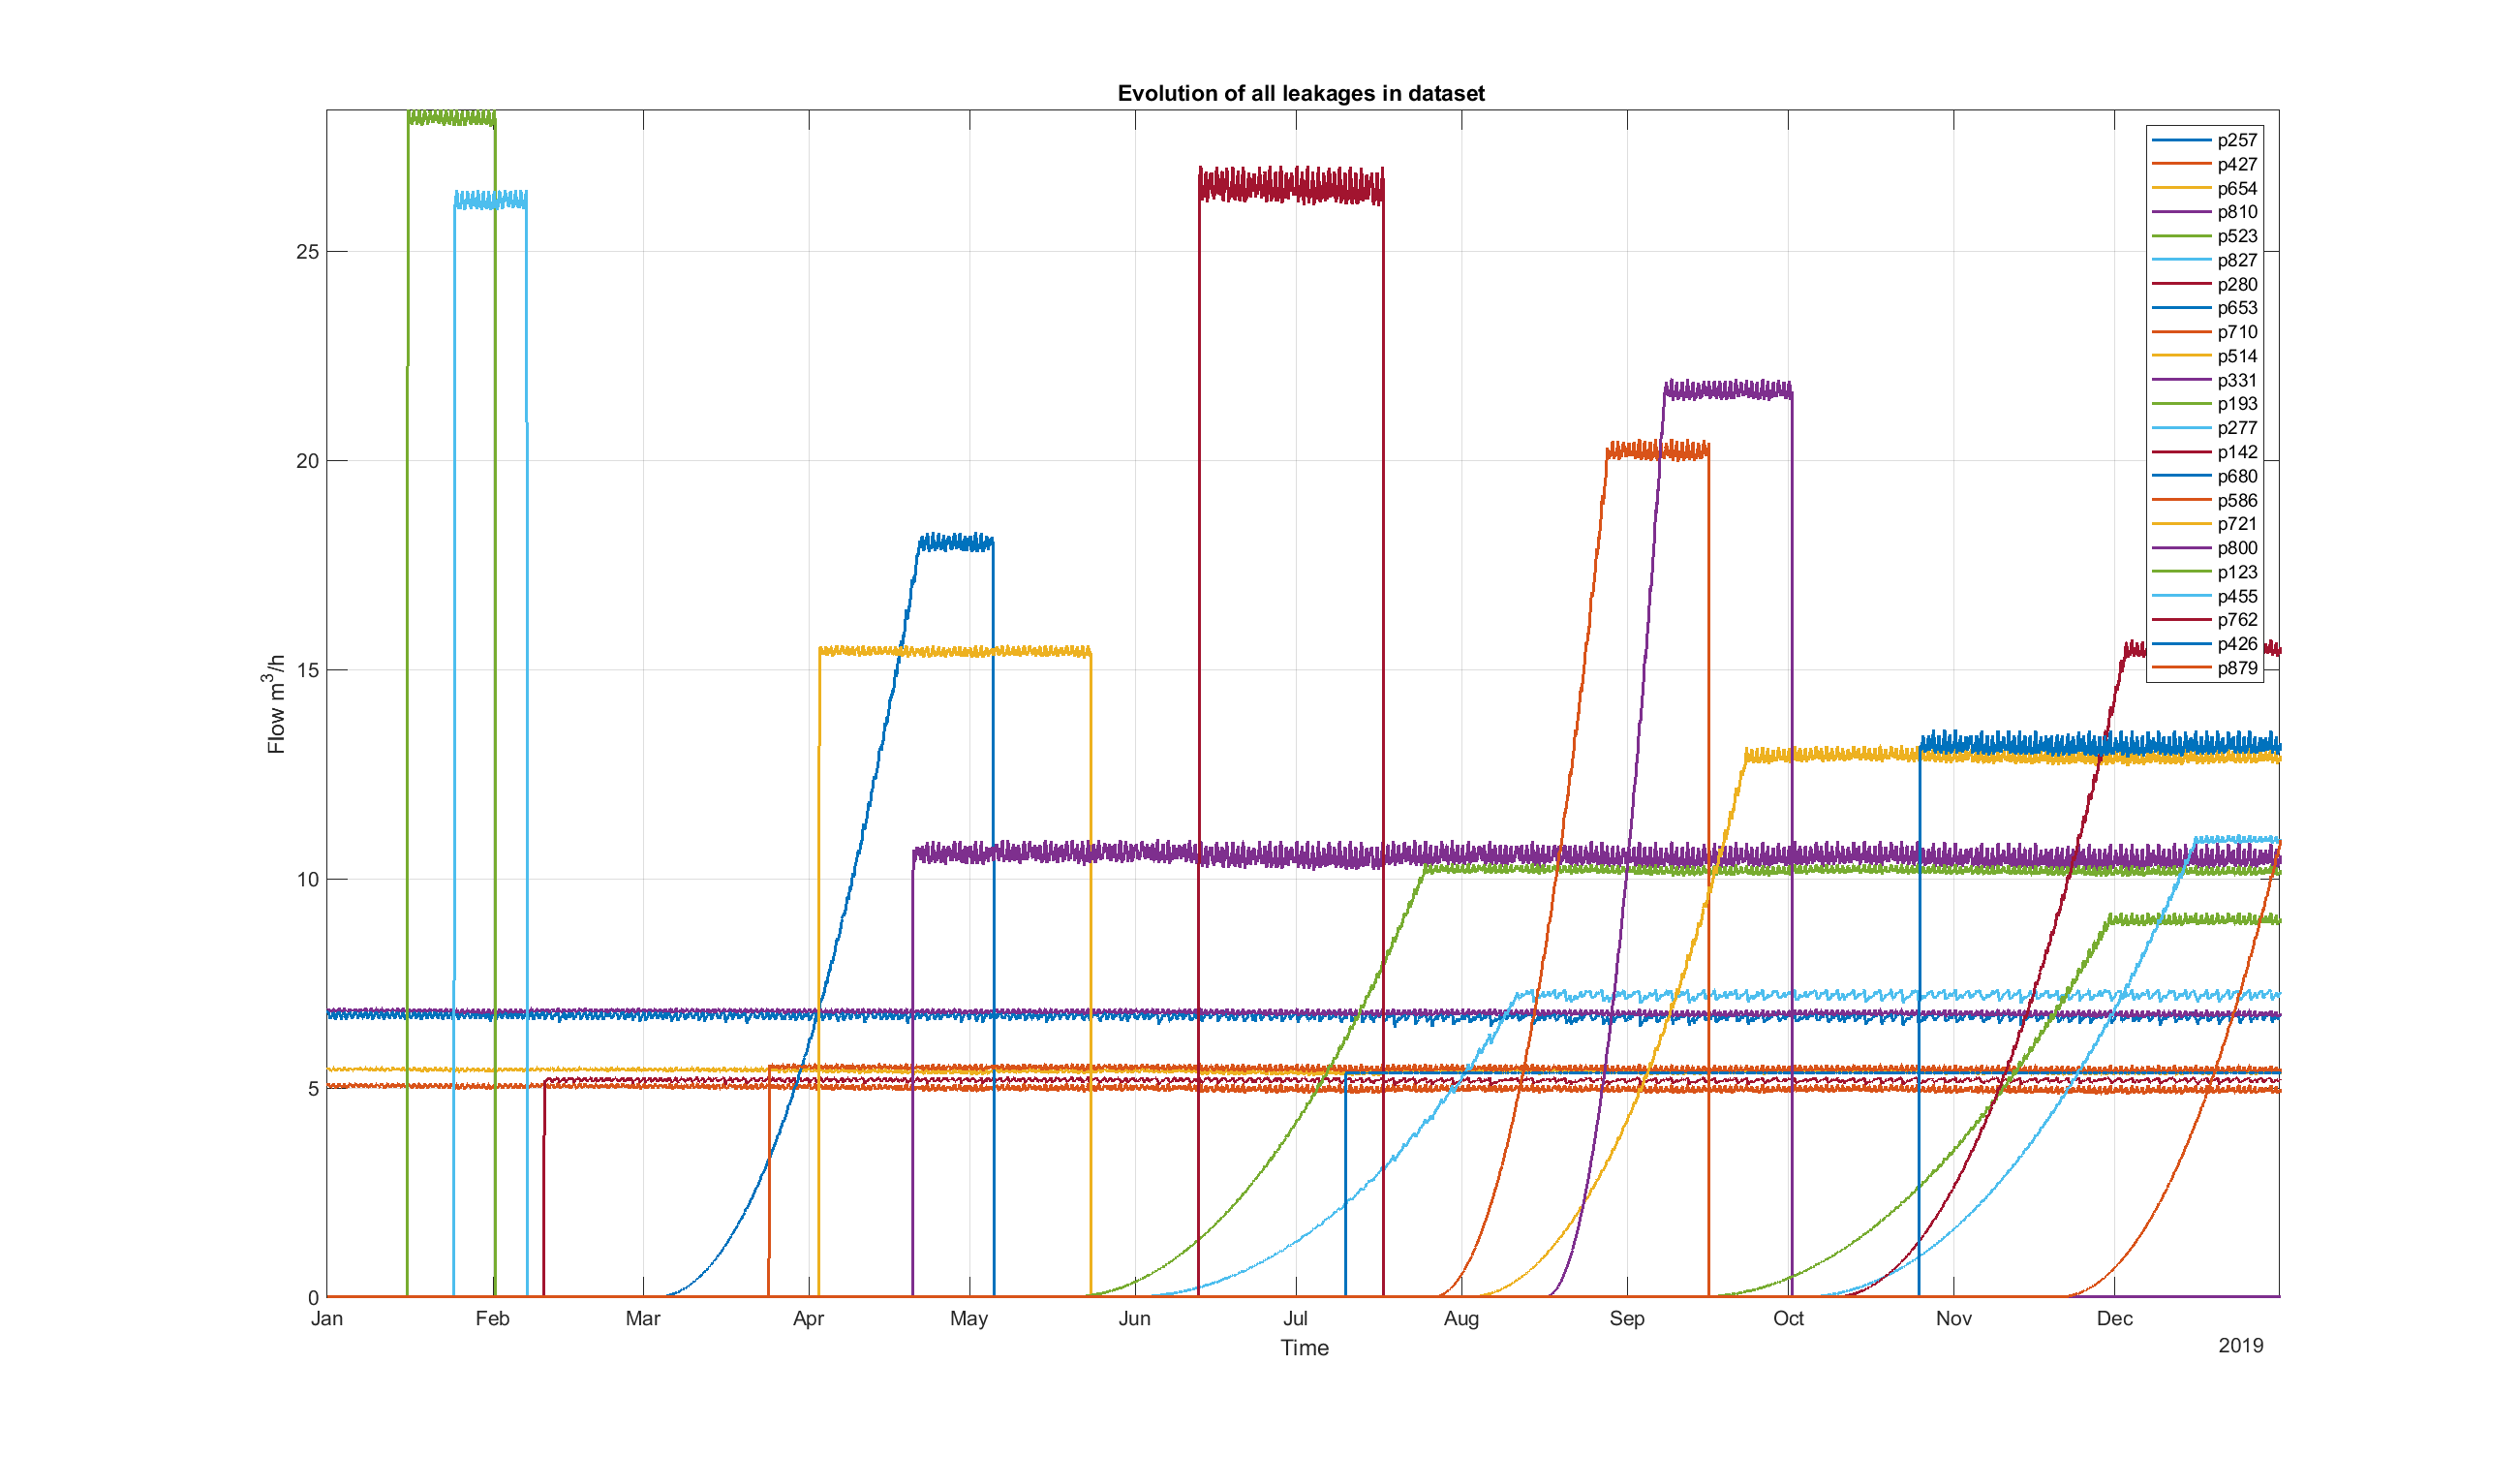 Evolution of all leakages in dataset
p257
p427
p654
p810
p523
p827
p280
p653
p710
p514
p331
p193
p277
p142
p680
p586
p721
p800
p123
p455
p762
p426
p879
25
20
15
10
5
0
Flow m³/h
Jan Feb Mar Apr May Jun Jul Aug Sep Oct Nov Dec
Time
2019